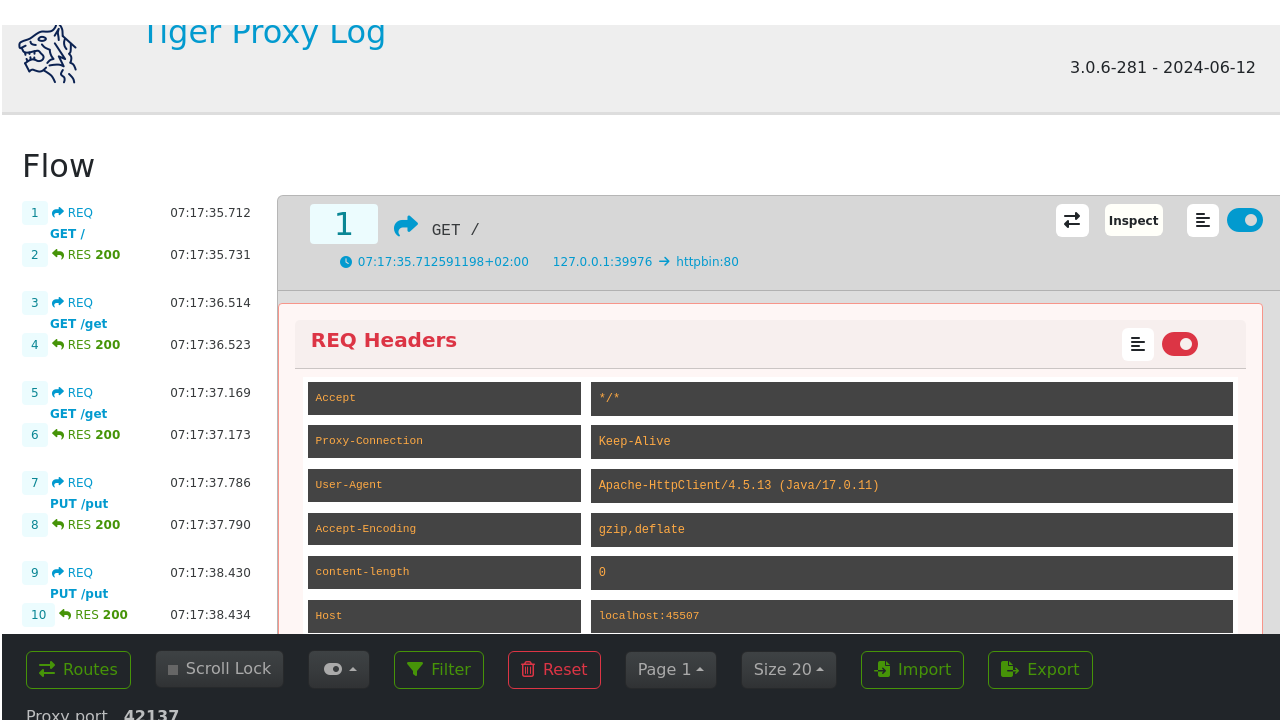 Tiger Proxy Log
3.0.6-281 - 2024-06-12
Flow
1 REQ 07:17:35.712
GET /
2 RES 200 07:17:35.731
3 REQ 07:17:36.514
GET /get
4 RES 200 07:17:36.523
5 REQ 07:17:37.169
GET /get
6 RES 200 07:17:37.173
7 REQ 07:17:37.786
PUT /put
8 RES 200 07:17:37.790
9 REQ 07:17:38.430
PUT /put
10 RES 200 07:17:38.434
1 GET / Inspect
07:17:35.712591198+02:00 127.0.0.1:39976 → httpbin:80
REQ Headers
Accept */*
Proxy-Connection Keep-Alive
User-Agent Apache-HttpClient/4.5.13 (Java/17.0.11)
Accept-Encoding gzip,deflate
content-length 0
Host localhost:45507
Routes Scroll Lock Filter Reset Page 1 Size 20 Import Export
Proxy port 42137